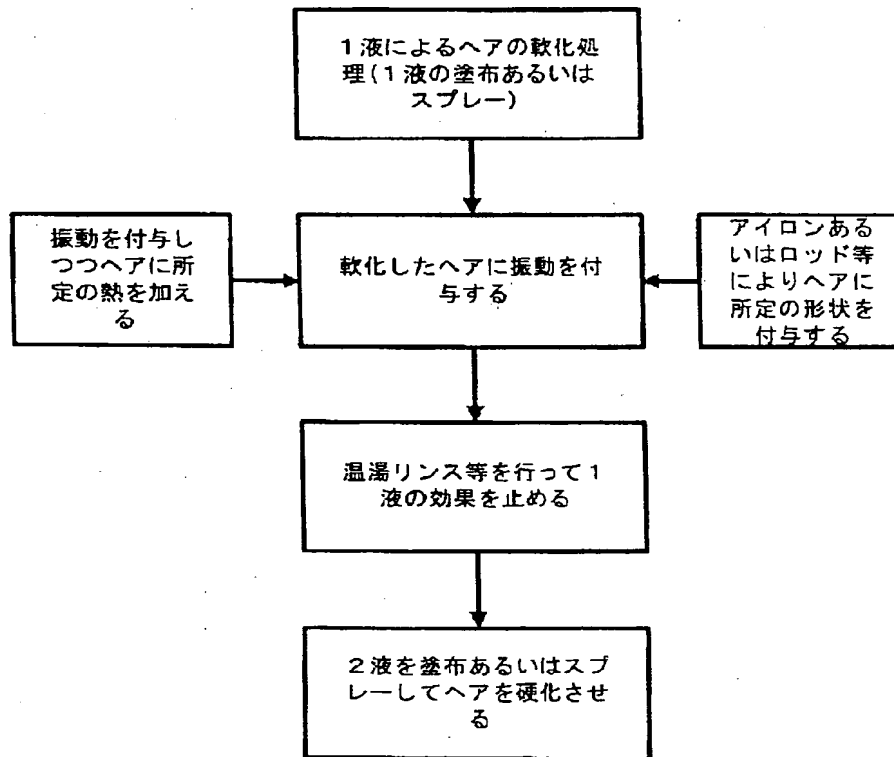 1液によるヘアの軟化処
理(1液の塗布あるいは
スプレー)
振動を付与し
つつヘアに所
定の熱を加え
る
軟化したヘアに振動を付
与する
アイロンある
いはロッド等
によりヘアに
所定の形状を
付与する
温湯リンス等を行って1
液の効果を止める
2液を塗布あるいはスプ
レーしてヘアを硬化させ
る